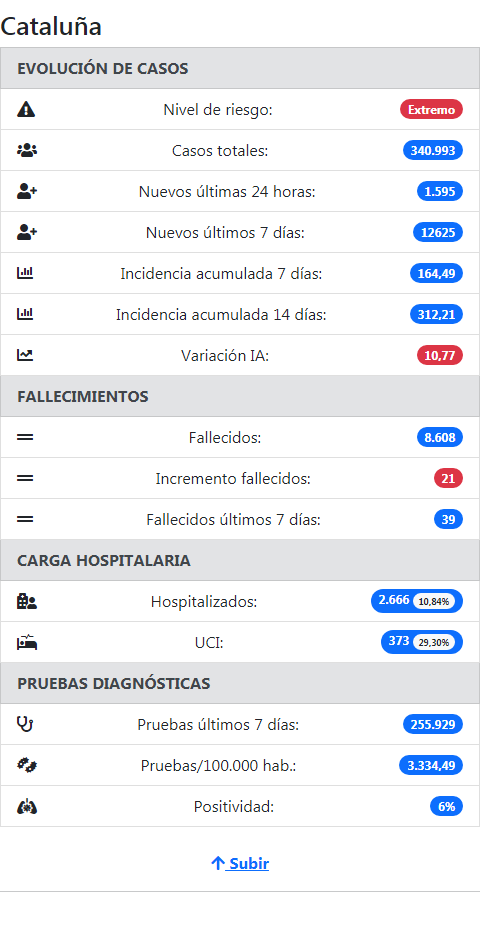 Cataluña
EVOLUCIÓN DE CASOS
Nivel de riesgo: Extremo
Casos totales: 340.993
Nuevos últimas 24 horas: 1.595
Nuevos últimos 7 días: 12625
Incidencia acumulada 7 días: 164,49
Incidencia acumulada 14 días: 312,21
Variación IA: 10,77
FALLECIMIENTOS
Fallecidos: 8.608
Incremento fallecidos: 21
Fallecidos últimos 7 días: 39
CARGA HOSPITALARIA
Hospitalizados: 2.666 10,84%
UCI: 373 29,30%
PRUEBAS DIAGNÓSTICAS
Pruebas últimos 7 días: 255.929
Pruebas/100.000 hab.: 3.334,49
Positividad: 6%
Subir